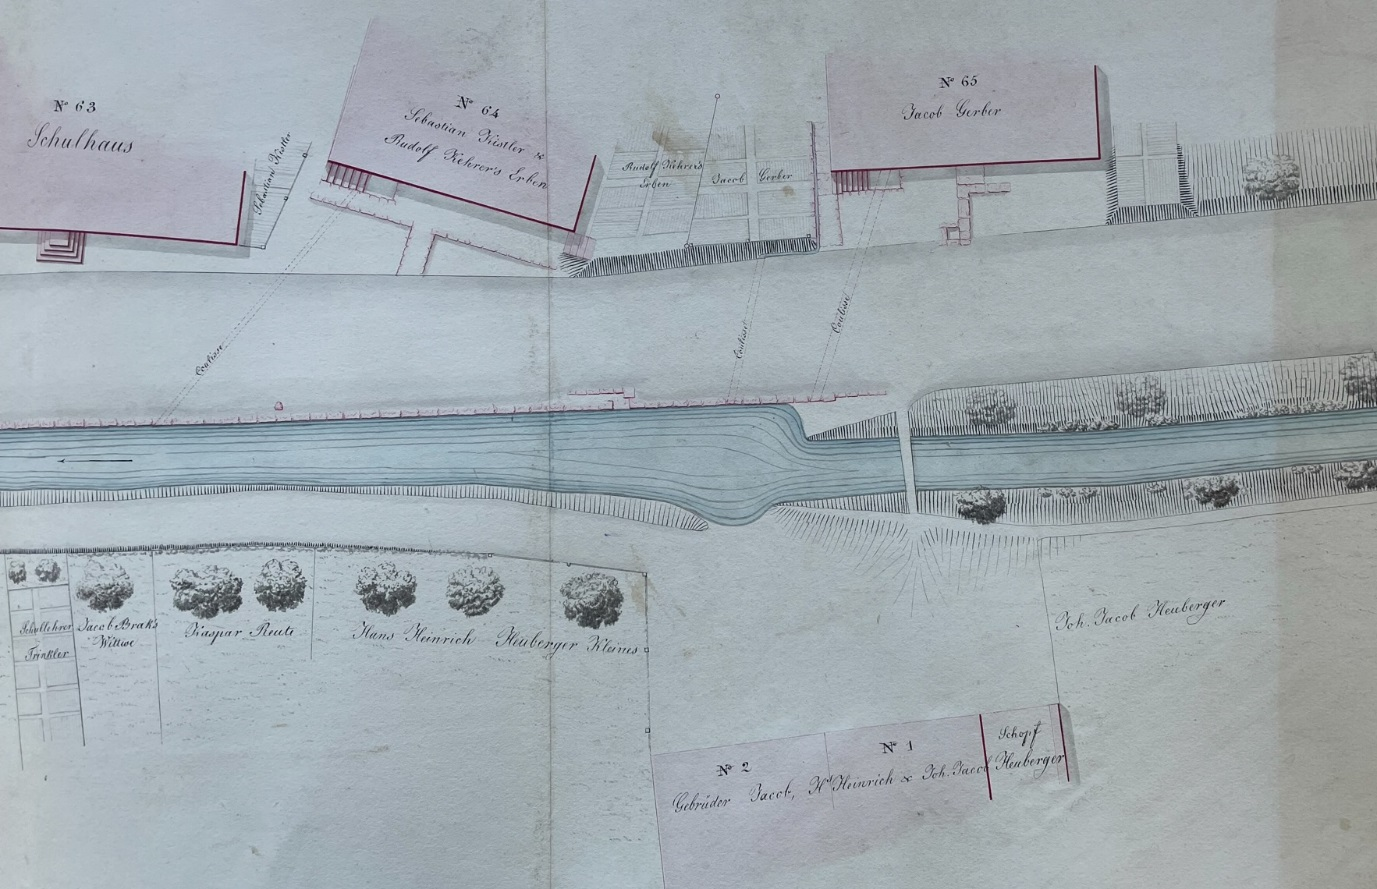 No 63
Schulhaus
Sebastian Kistler
No 64
Sebastian Kistler &
Rudolf Kehrer's Erben
Rudolf Kehrer's
Erben
Jacob Gerber
No 65
Jacob Gerber
Coulisse
Coulisse
Coulisse
Schullehrer
Trinkler
Jacob Brak's
Wittwe
Kaspar Reuti
Hans Heinrich Heuberger Kleines
Joh. Jacob Heuberger
No 2
No 1
Schopf
Gebrüder Jacob, Hs Heinrich & Joh. Jacob Heuberger